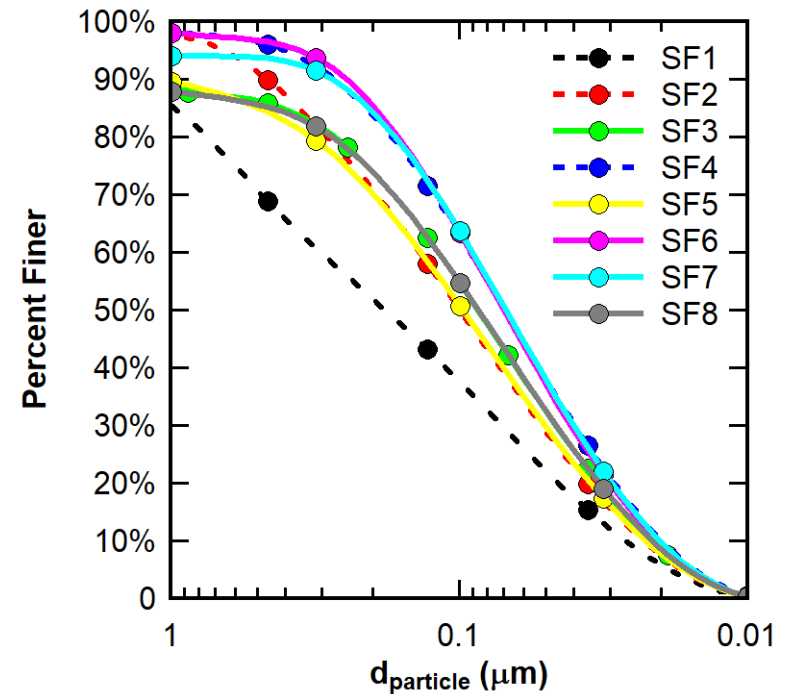 100%
90%
80%
70%
60%
50%
40%
30%
20%
10%
0
Percent Finer
SF1
SF2
SF3
SF4
SF5
SF6
SF7
SF8
1 0.1 0.01
dparticle (μm)